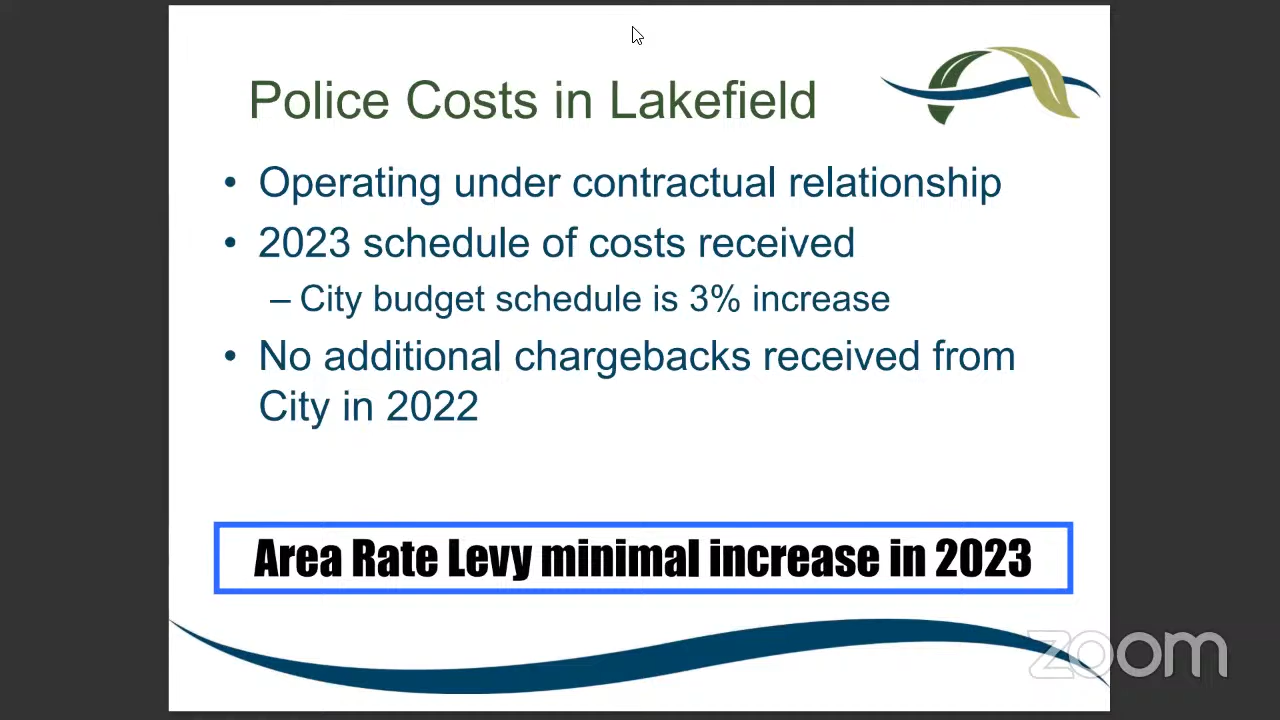 Police Costs in Lakefield
• Operating under contractual relationship
• 2023 schedule of costs received
– City budget schedule is 3% increase
• No additional chargebacks received from
City in 2022
Area Rate Levy minimal increase in 2023
zoom